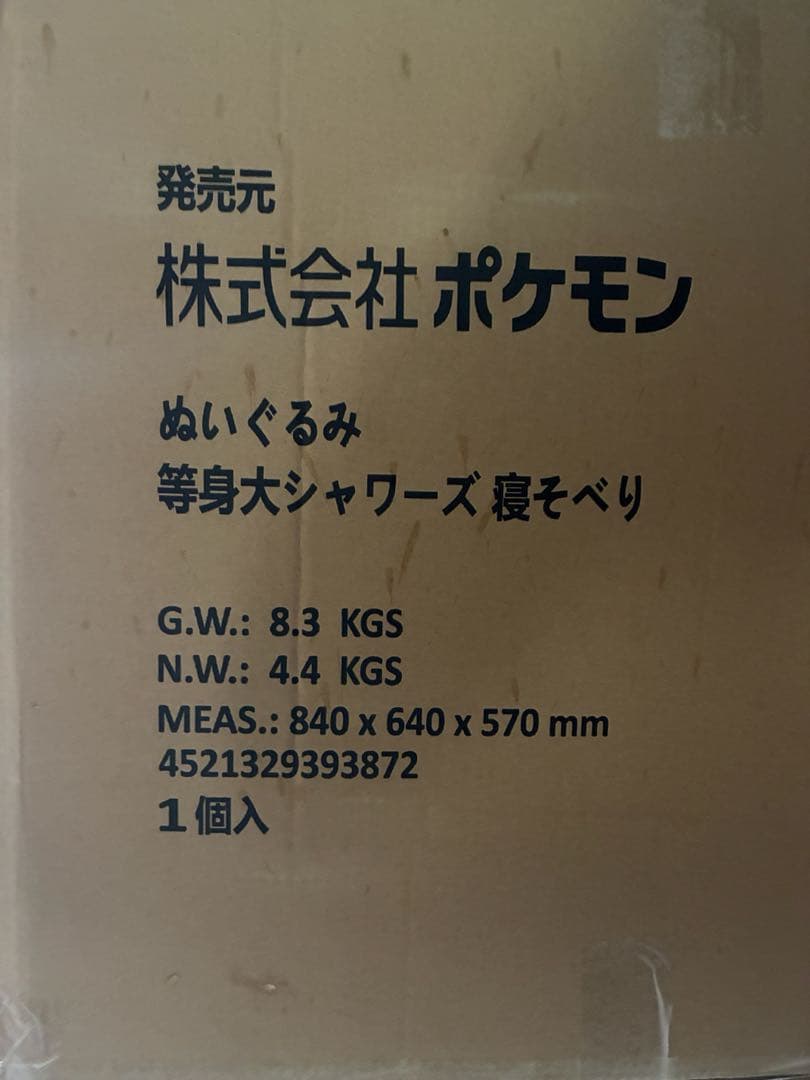 発売元
株式会社ポケモン
ぬいぐるみ
等身大シャワーズ 寝そべり
G.W.: 8.3 KGS
N.W.: 4.4 KGS
MEAS.: 840 x 640 x 570 mm
4521329393872
1個入